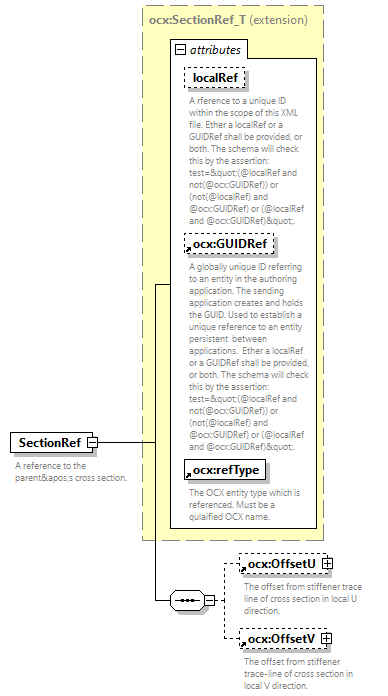 ocx:SectionRef_T (extension)
attributes
localRef
A rference to a unique ID
within the scope of this XML
file. Ether a localRef or a
GUIDRef shall be provided, or
both. The schema will check
this by the assertion:
test=&quot;(@localRef and
not(@ocx:GUIDRef)) or
(not(@localRef) and
@ocx:GUIDRef) or (@localRef
and @ocx:GUIDRef)&quot;.
ocx:GUIDRef
A globally unique ID referring
to an entity in the authoring
application. The sending
application creates and holds
the GUID. Used to establish a
unique reference to an entity
persistent between
applications. Ether a localRef
or a GUIDRef shall be provided,
or both. The schema will check
this by the assertion:
test=&quot;(@localRef and
not(@ocx:GUIDRef)) or
(not(@localRef) and
@ocx:GUIDRef) or (@localRef
and @ocx:GUIDRef)&quot;.
SectionRef
A reference to the
parent&apos;s cross section.
ocx:refType
The OCX entity type which is
referenced. Must be a
qulaified OCX name.
ocx:OffsetU
The offset from stiffener trace
line of cross section in local U
direction.
ocx:OffsetV
The offset from stiffener
trace-line of cross section in
local V direction.